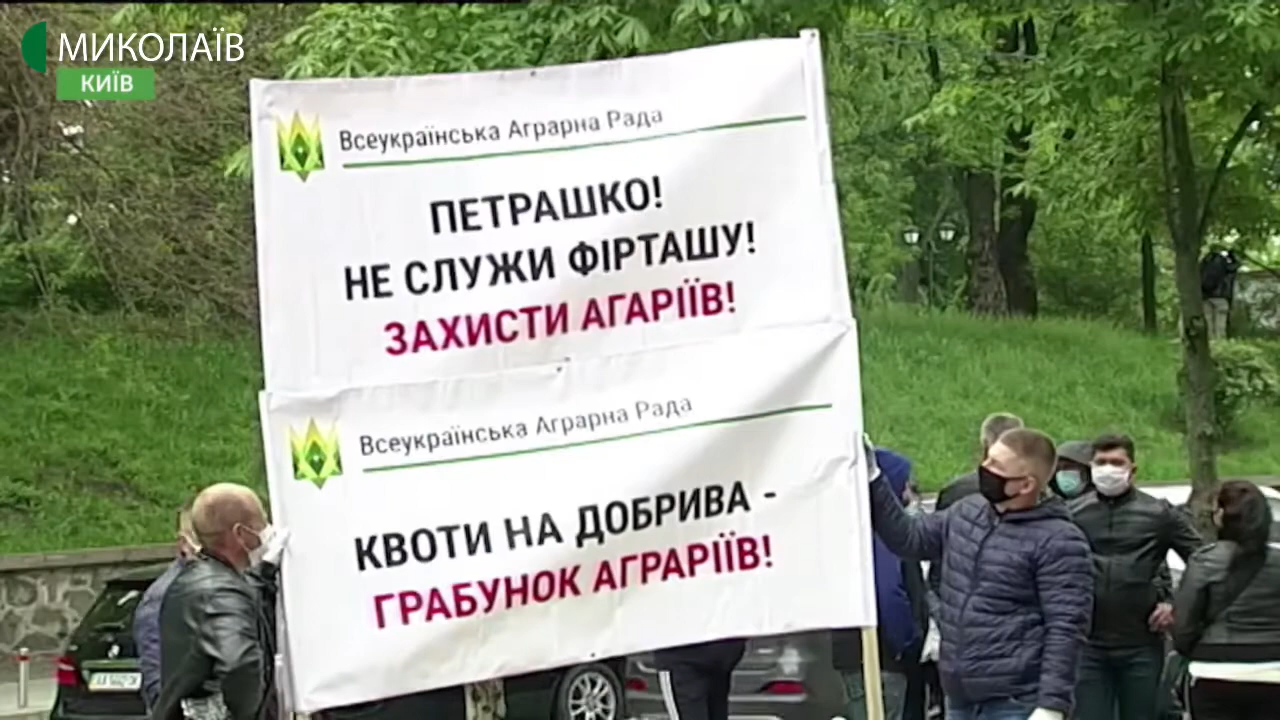 МИКОЛАЇВ
КИЇВ
Всеукраїнська Аграрна Рада
ПЕТРАШКО!
НЕ СЛУЖИ ФІРТАШУ!
ЗАХИСТИ АГАРІЇВ!
Всеукраїнська Аграрна Рада
КВОТИ НА ДОБРИВА -
ГРАБУНОК АГРАРІЇВ!